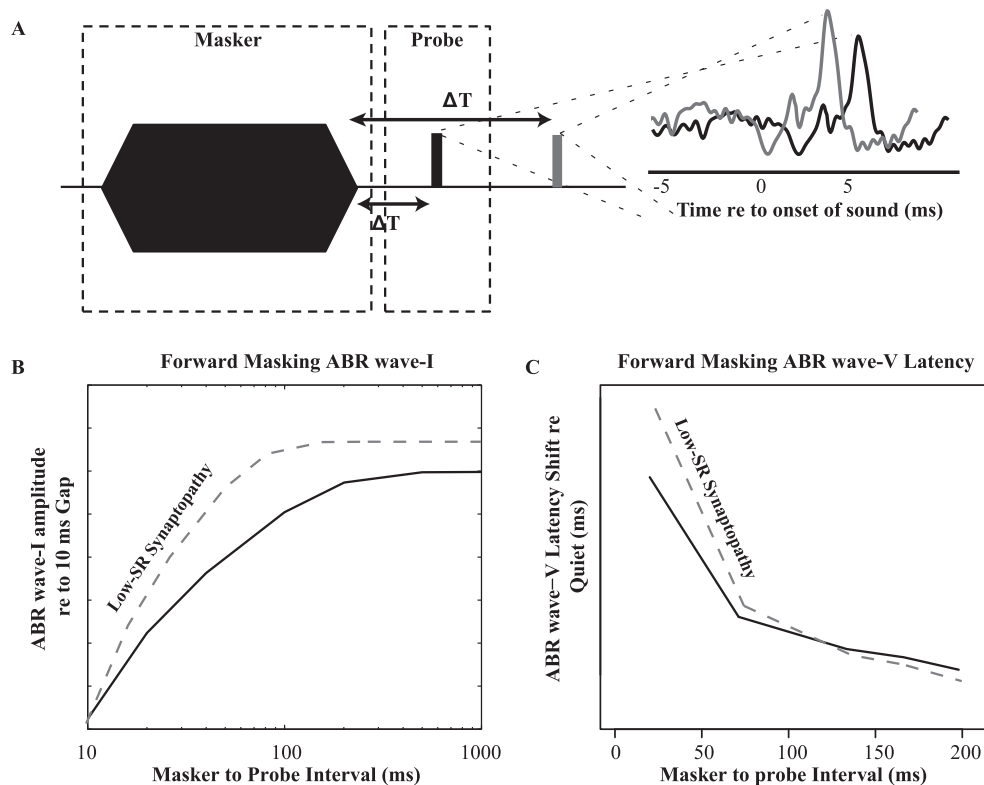 A
Masker
Probe
ΔT
ΔT
-5 0 5
Time re to onset of sound (ms)
B
Forward Masking ABR wave-I
ABR wave-I amplitude
re to 10 ms Gap
Low-SR Synaptopathy
10 100 1000
Masker to Probe Interval (ms)
C
Forward Masking ABR wave-V Latency
ABR wave–V Latency Shift re
Quiet (ms)
Low-SR Synaptopathy
0 50 100 150 200
Masker to probe Interval (ms)